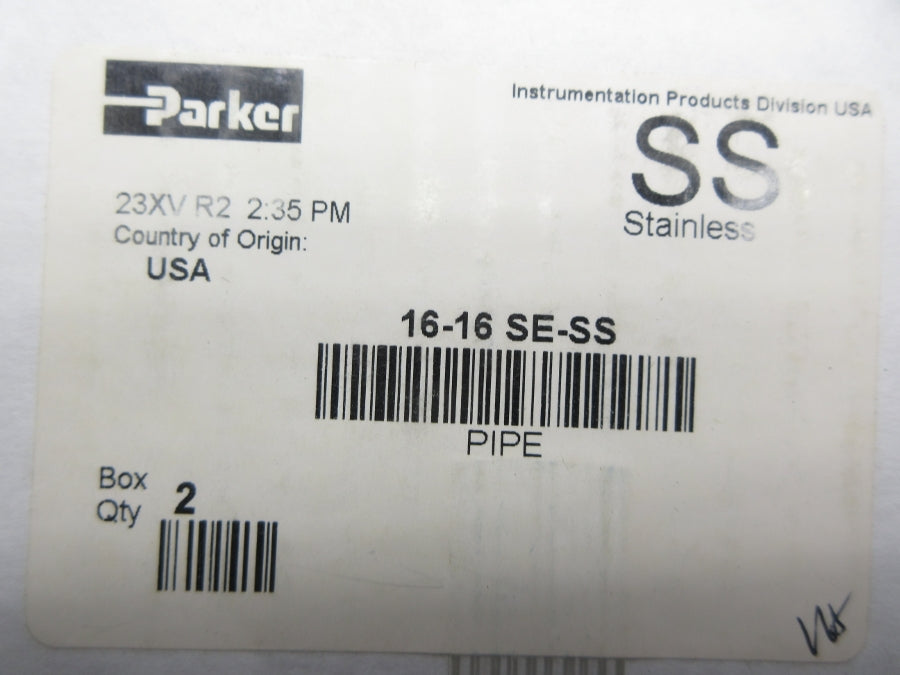 Parker
Instrumentation Products Division USA
SS
Stainless
23XV R2 2:35 PM
Country of Origin:
USA
16-16 SE-SS
PIPE
Box
Qty 2